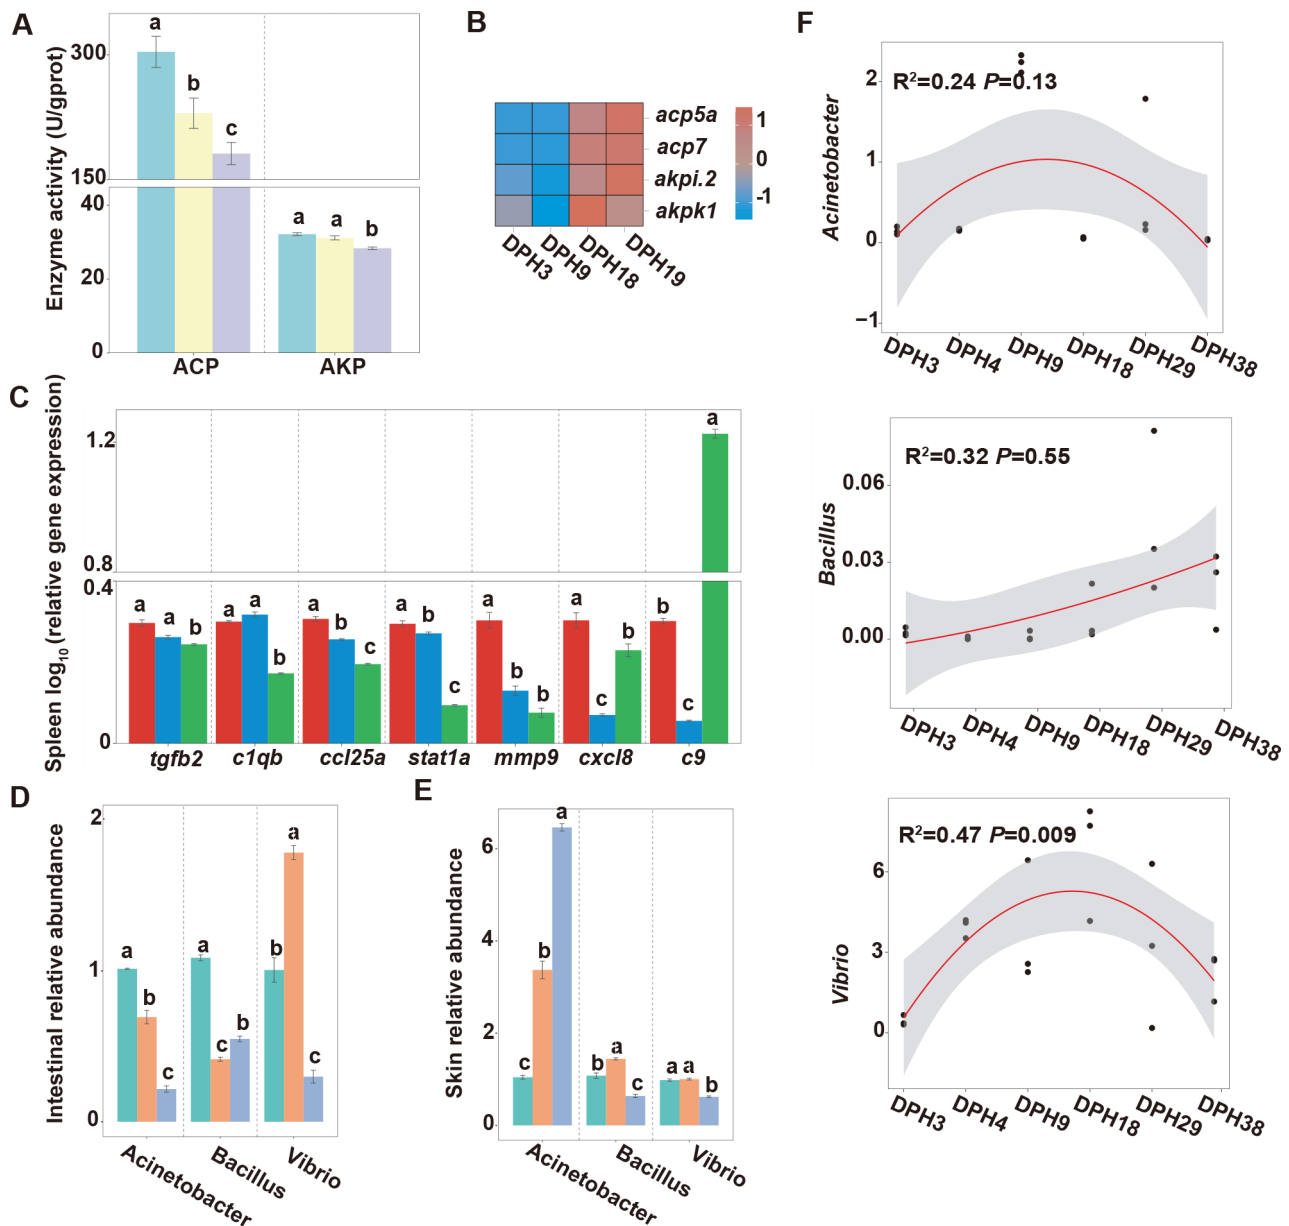 A
Enzyme activity (U/gprot)
300
150
40
20
0
a
b
c
a
a
b
ACP
AKP
B
acp5a
acp7
akpi.2
akpk1
1
0
-1
DPH3
DPH9
DPH18
DPH19
C
Spleen log10 (relative gene expression)
1.2
0.8
0.4
0
a
a
b
a
a
b
a
b
c
a
b
c
a
b
b
a
c
b
b
c
a
tgfb2
c1qb
ccl25a
stat1a
mmp9
cxcl8
c9
D
Intestinal relative abundance
2
1
0
a
b
c
a
c
b
b
a
c
Acinetobacter
Bacillus
Vibrio
E
Skin relative abundance
6
4
2
0
c
b
a
b
a
c
a
a
b
Acinetobacter
Bacillus
Vibrio
F
Acinetobacter
R2=0.24 P=0.13
2
1
0
−1
DPH3
DPH4
DPH9
DPH18
DPH29
DPH38
Bacillus
R2=0.32 P=0.55
0.06
0.03
0.00
DPH3
DPH4
DPH9
DPH18
DPH29
DPH38
Vibrio
R2=0.47 P=0.009
6
3
0
DPH3
DPH4
DPH9
DPH18
DPH29
DPH38